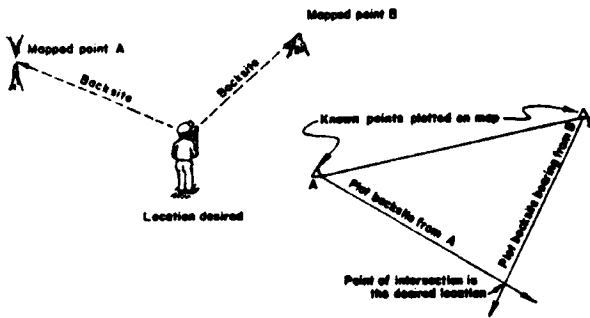 Mapped point A
Mapped point B
Backsite
Backsite
Location desired
Known points plotted on map
A
B
Plot backsite from A
Plot backsite bearing from B
Point of intersection is
the desired location